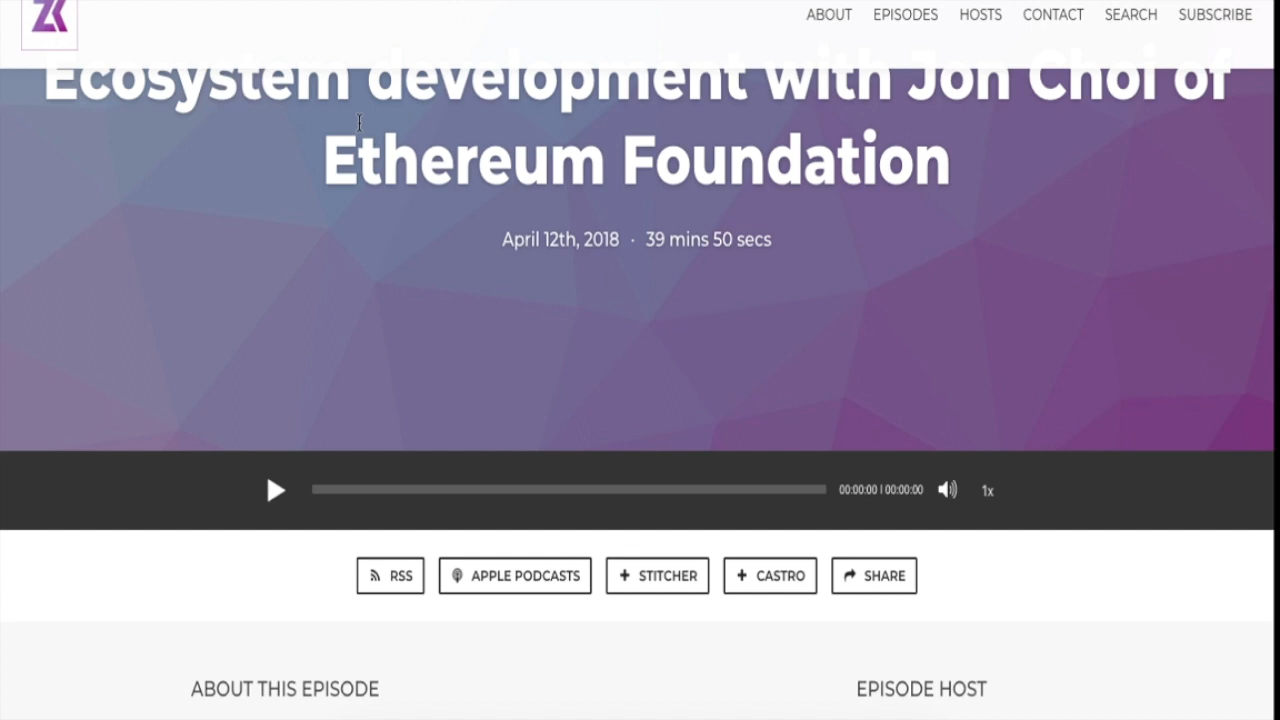 ZK
ABOUT EPISODES HOSTS CONTACT SEARCH SUBSCRIBE
Ecosystem development with Jon Choi of
Ethereum Foundation
April 12th, 2018 · 39 mins 50 secs
00:00:00 | 00:00:00 1x
RSS APPLE PODCASTS STITCHER CASTRO SHARE
ABOUT THIS EPISODE EPISODE HOST